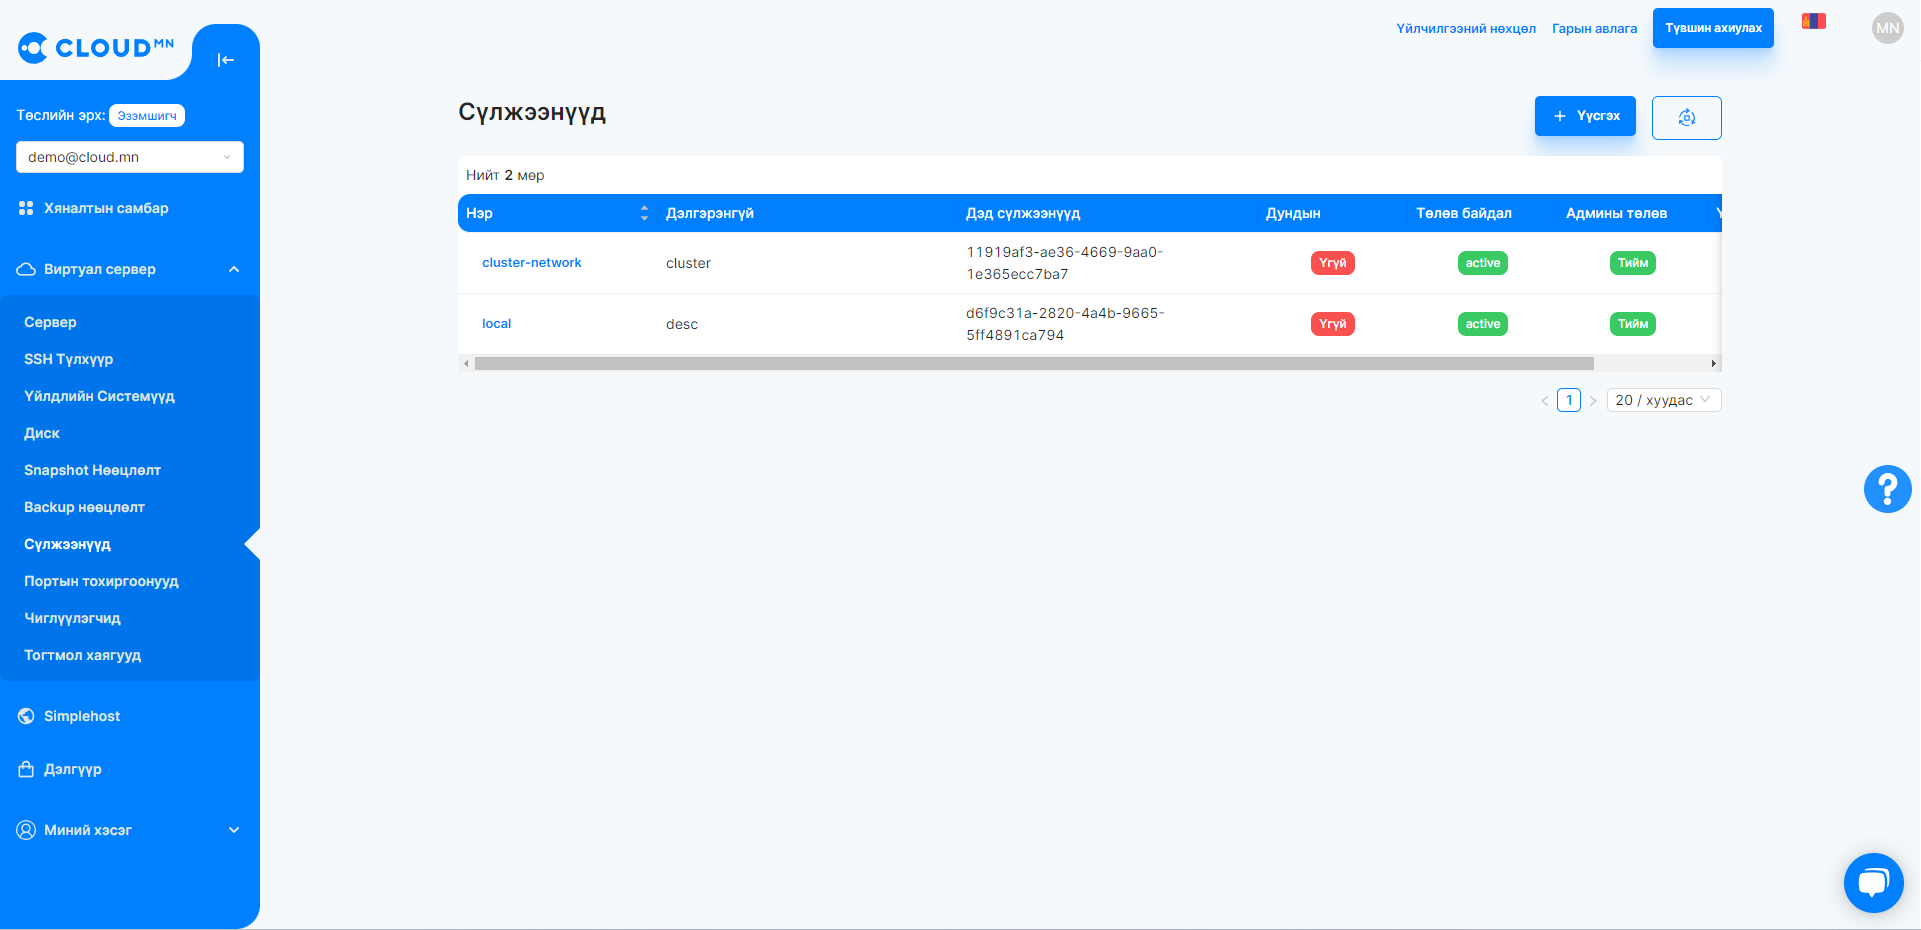 CLOUD MN
Үйлчилгээний нөхцөл
Гарын авлага
Түвшин ахиулах
MN
Төслийн эрх: Эзэмшигч
demo@cloud.mn
Хяналтын самбар
Виртуал сервер
Сервер
SSH Түлхүүр
Үйлдлийн Системүүд
Диск
Snapshot Нөөцлөлт
Backup нөөцлөлт
Сүлжээнүүд
Портын тохиргоонууд
Чиглүүлэгчид
Тогтмол хаягууд
Simplehost
Дэлгүүр
Миний хэсэг
Сүлжээнүүд
+ Үүсгэх
Нийт 2 мөр
Нэр Дэлгэрэнгүй Дэд сүлжээнүүд Дундын Төлөв байдал Админы төлөв
cluster-network cluster 11919af3-ae36-4669-9aa0-
1e365ecc7ba7 Үгүй active Тийм
local desc d6f9c31a-2820-4a4b-9665-
5ff4891ca794 Үгүй active Тийм
< 1 > 20 / хуудас
?